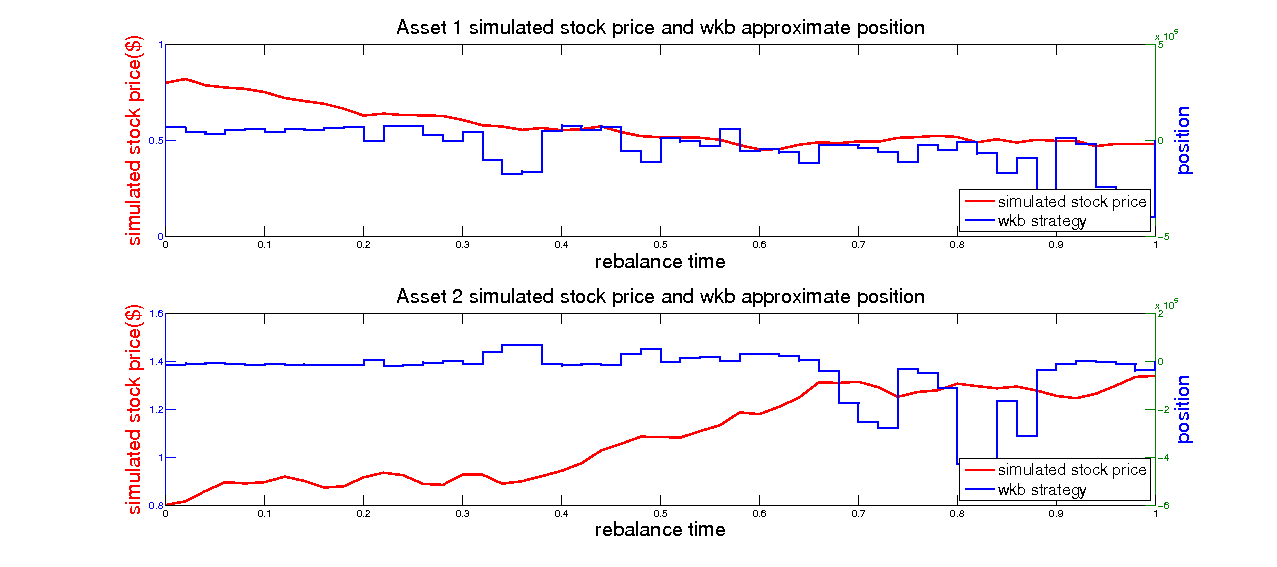 Asset 1 simulated stock price and wkb approximate position
simulated stock price($)
1
0.5
0
x 10^5
5
0
-5
position
simulated stock price
wkb strategy
0 0.1 0.2 0.3 0.4 0.5 0.6 0.7 0.8 0.9 1
rebalance time
Asset 2 simulated stock price and wkb approximate position
simulated stock price($)
1.6
1.4
1.2
1
0.8
2
0
-2
-4
-6
position
simulated stock price
wkb strategy
0 0.1 0.2 0.3 0.4 0.5 0.6 0.7 0.8 0.9 1
rebalance time